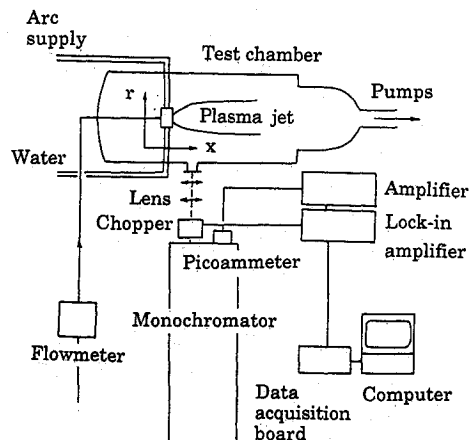 Arc
supply
Test chamber
Pumps
r
Plasma jet
x
Water
Lens
Chopper
Picoammeter
Amplifier
Lock-in
amplifier
Monochromator
Flowmeter
Data
acquisition
board
Computer